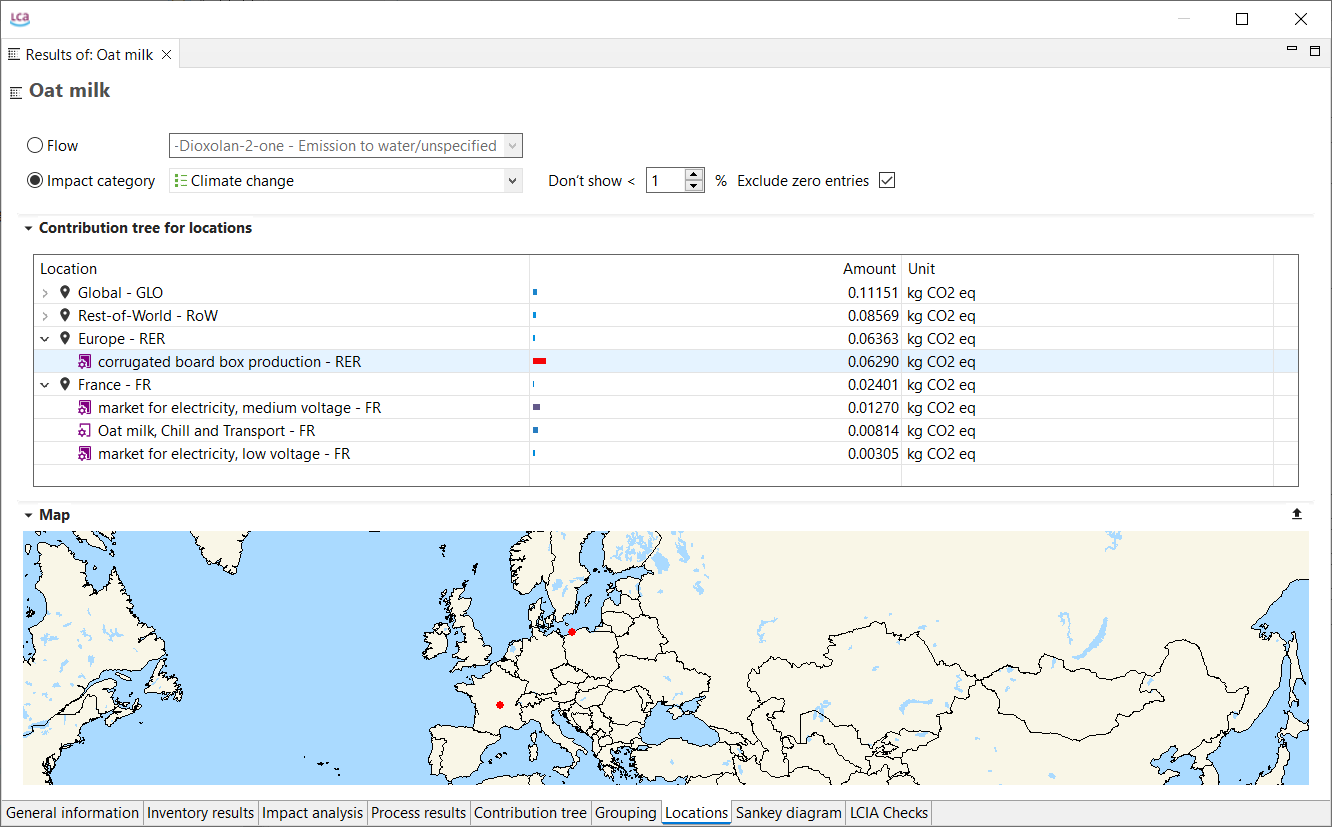 LCA
Results of: Oat milk
Oat milk
Flow -Dioxolan-2-one - Emission to water/unspecified
Impact category Climate change Don't show < 1 % Exclude zero entries
Contribution tree for locations
Location Amount Unit
Global - GLO 0.11151 kg CO2 eq
Rest-of-World - RoW 0.08569 kg CO2 eq
Europe - RER 0.06363 kg CO2 eq
corrugated board box production - RER 0.06290 kg CO2 eq
France - FR 0.02401 kg CO2 eq
market for electricity, medium voltage - FR 0.01270 kg CO2 eq
Oat milk, Chill and Transport - FR 0.00814 kg CO2 eq
market for electricity, low voltage - FR 0.00305 kg CO2 eq
Map
General information Inventory results Impact analysis Process results Contribution tree Grouping Locations Sankey diagram LCIA Checks